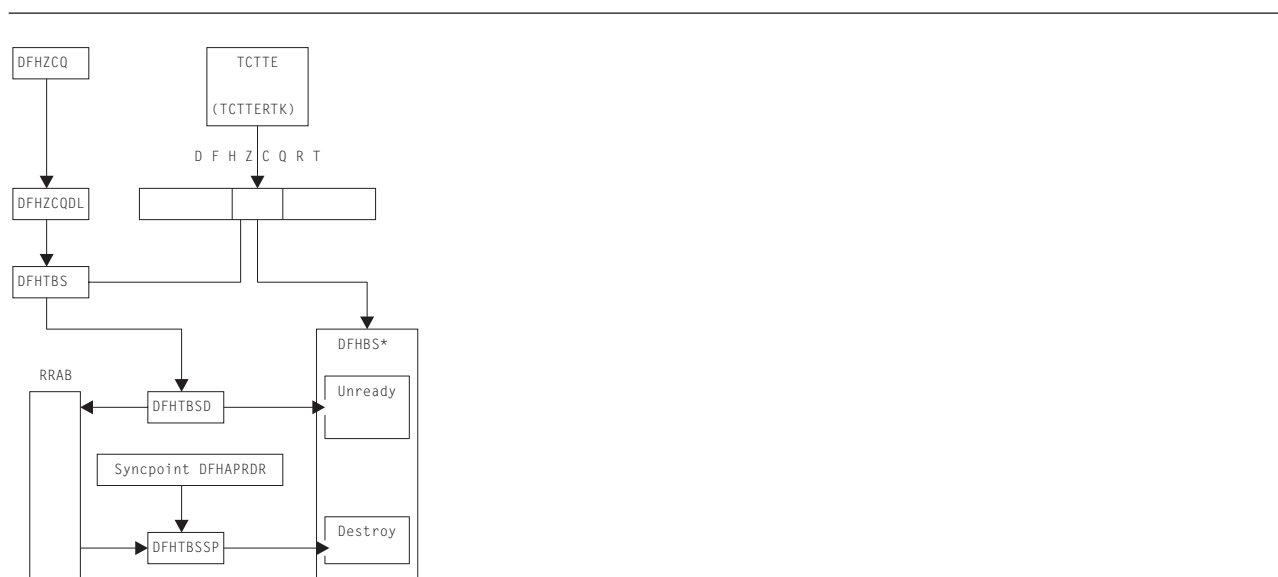 DFHZCQ
TCTTE
(TCTTERTK)
D F H Z C Q R T
DFHZCQDL
DFHTBS
DFHBS*
RRAB
Unready
DFHTBSD
Syncpoint DFHAPRDR
Destroy
DFHTBSSP